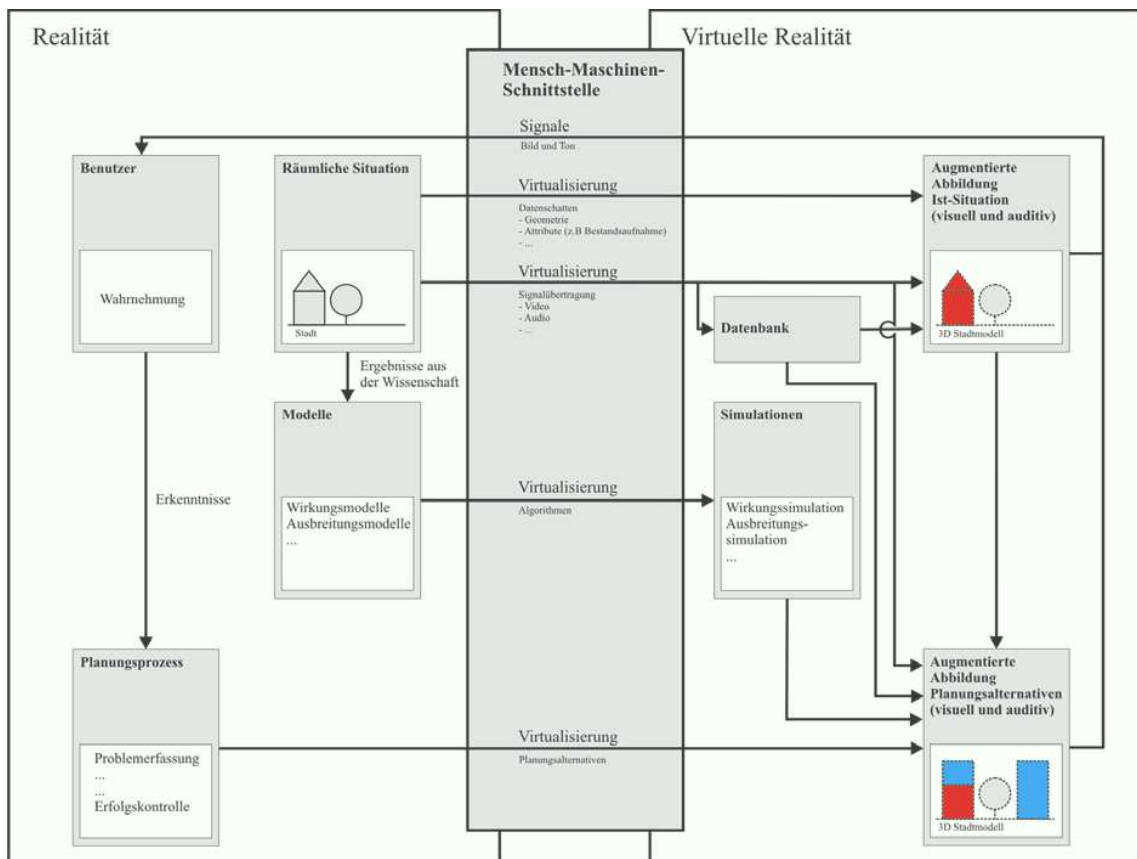 Realität
Virtuelle Realität
Mensch-Maschinen-
Schnittstelle
Signale
Bild und Ton
Benutzer
Wahrnehmung
Räumliche Situation
Stadt
Virtualisierung
Datenschatten
- Geometrie
- Attribute (z.B Bestandsaufnahme)
- ...
Virtualisierung
Signalübertragung
- Video
- Audio
- ...
Augmentierte
Abbildung
Ist-Situation
(visuell und auditiv)
3D Stadtmodell
Datenbank
Ergebnisse aus
der Wissenschaft
Modelle
Wirkungsmodelle
Ausbreitungsmodelle
...
Virtualisierung
Algorithmen
Simulationen
Wirkungssimulation
Ausbreitungs-
simulation
...
Erkenntnisse
Planungsprozess
Problemerfassung
...
...
Erfolgskontrolle
Virtualisierung
Planungsalternativen
Augmentierte
Abbildung
Planungsalternativen
(visuell und auditiv)
3D Stadtmodell